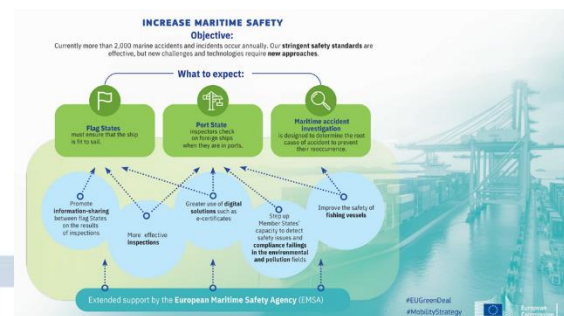 INCREASE MARITIME SAFETY
Objective:
Currently more than 2,000 marine accidents and incidents occur annually. Our stringent safety standards are
effective, but new challenges and technologies require new approaches.
What to expect:
Flag States
must ensure that the ship
is fit to sail.
Port State
inspectors check
on foreign ships
when they are in ports.
Maritime accident
investigation
is designed to determine the root
cause of accident to prevent
their reoccurrence.
Promote
information-sharing
between flag States
on the results
of inspections
More effective
inspections
Greater use of digital
solutions such as
e-certificates
Step up
Member States'
capacity to detect
safety issues and
compliance failings
in the environmental
and pollution fields
Improve the safety of
fishing vessels
Extended support by the European Maritime Safety Agency (EMSA)
#EUGreenDeal
#MobilityStrategy
European
Commission